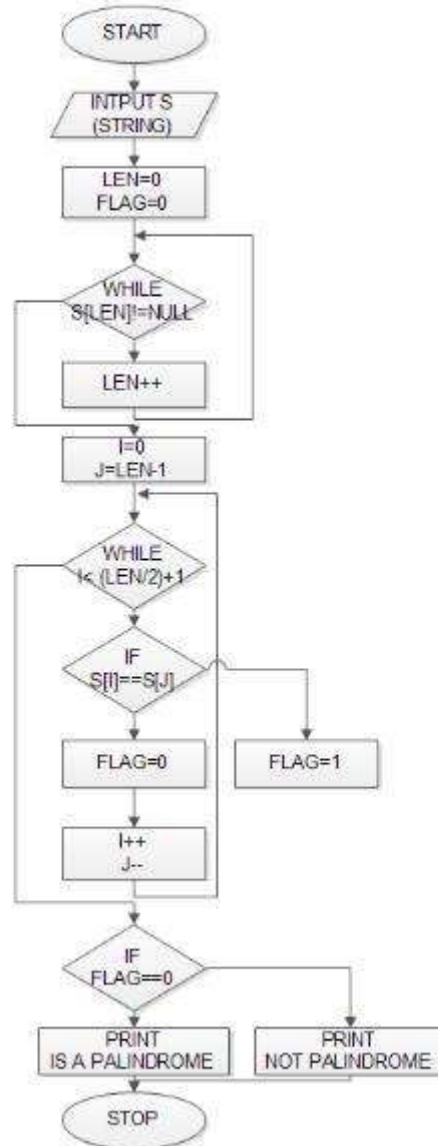 START
INTPUT S
(STRING)
LEN=0
FLAG=0
WHILE
S[LEN]!=NULL
LEN++
I=0
J=LEN-1
WHILE
I< (LEN/2)+1
IF
S[I]==S[J]
FLAG=0
FLAG=1
I++
J--
IF
FLAG==0
PRINT
IS A PALINDROME
PRINT
NOT PALINDROME
STOP